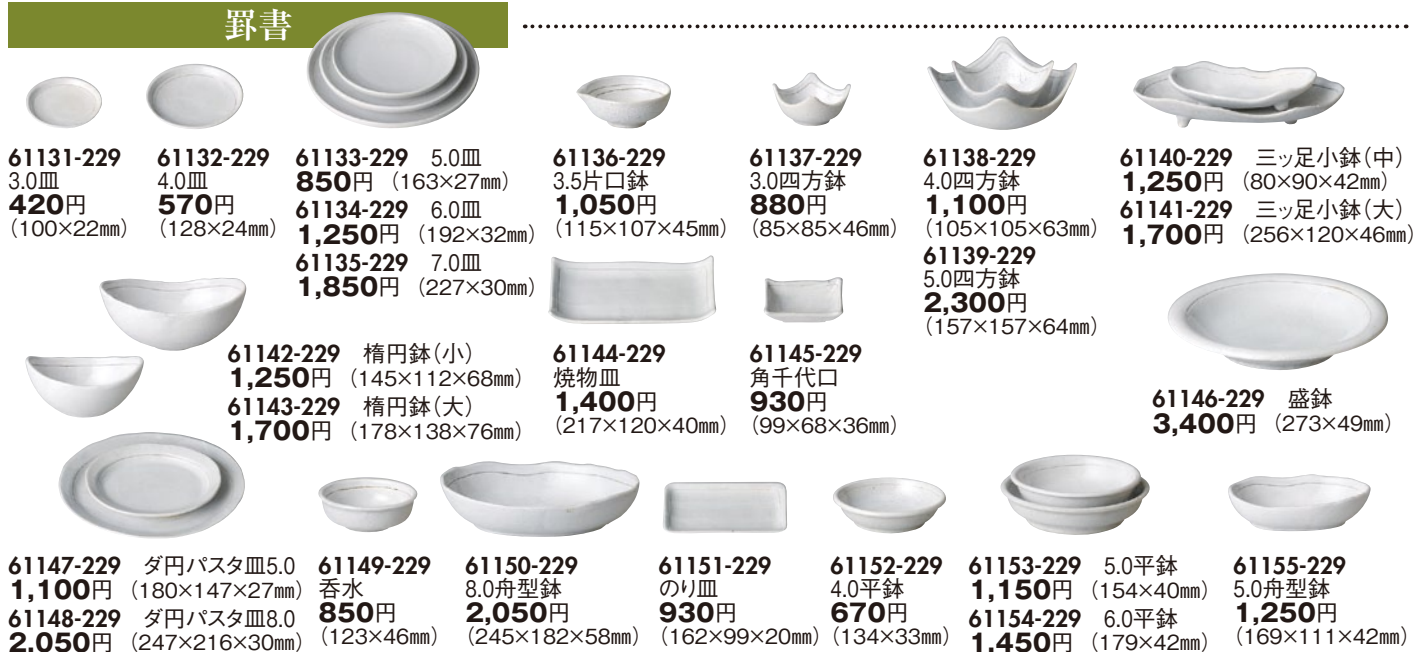 罫書
61131-229
3.0皿
420円
(100×22㎜)
61132-229
4.0皿
570円
(128×24㎜)
61133-229 5.0皿
850円 (163×27㎜)
61134-229 6.0皿
1,250円 (192×32㎜)
61135-229 7.0皿
1,850円 (227×30㎜)
61136-229
3.5片口鉢
1,050円
(115×107×45㎜)
61137-229
3.0四方鉢
880円
(85×85×46㎜)
61138-229
4.0四方鉢
1,100円
(105×105×63㎜)
61139-229
5.0四方鉢
2,300円
(157×157×64㎜)
61140-229 三ッ足小鉢(中)
1,250円 (80×90×42㎜)
61141-229 三ッ足小鉢(大)
1,700円 (256×120×46㎜)
61142-229 楕円鉢(小)
1,250円 (145×112×68㎜)
61143-229 楕円鉢(大)
1,700円 (178×138×76㎜)
61144-229
焼物皿
1,400円
(217×120×40㎜)
61145-229
角千代口
930円
(99×68×36㎜)
61146-229 盛鉢
3,400円 (273×49㎜)
61147-229 ダ円パスタ皿5.0
1,100円 (180×147×27㎜)
61148-229 ダ円パスタ皿8.0
2,050円 (247×216×30㎜)
61149-229
呑水
850円
(123×46㎜)
61150-229
8.0舟型鉢
2,050円
(245×182×58㎜)
61151-229
のり皿
930円
(162×99×20㎜)
61152-229
4.0平鉢
670円
(134×33㎜)
61153-229 5.0平鉢
1,150円 (154×40㎜)
61154-229 6.0平鉢
1,450円 (179×42㎜)
61155-229
5.0舟型鉢
1,250円
(169×111×42㎜)